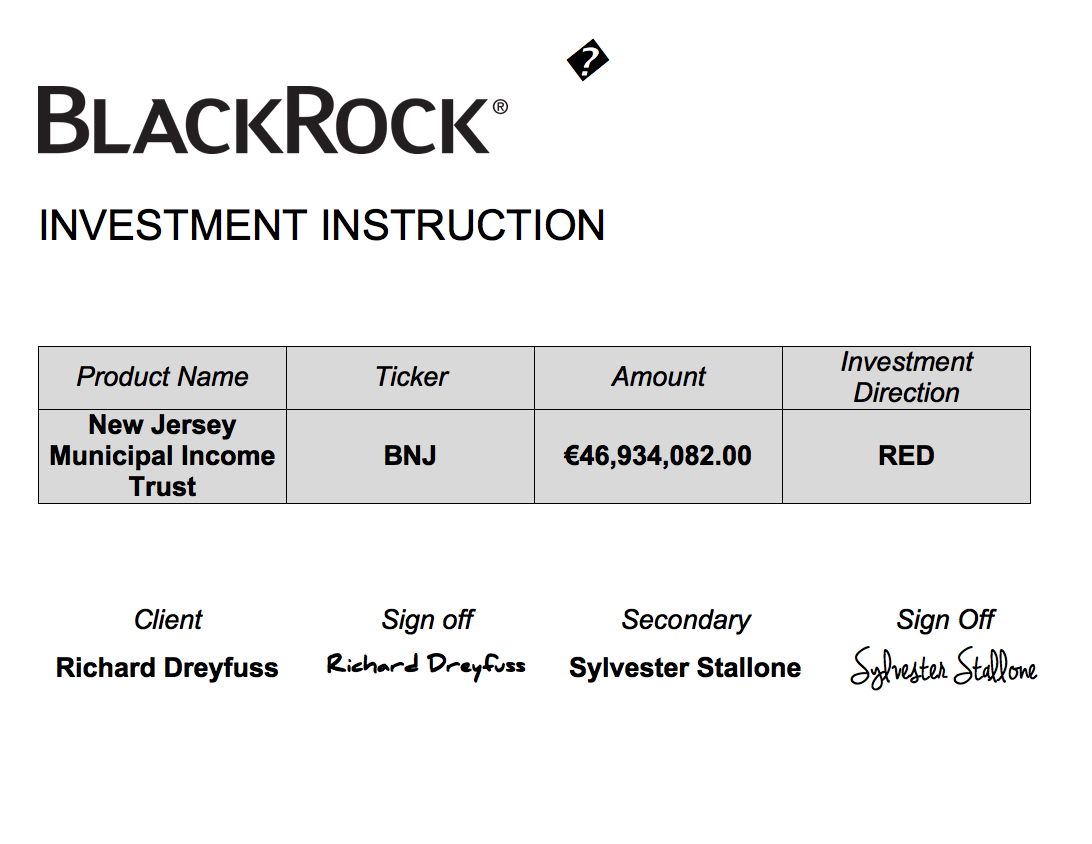 �
BLACKROCK®
INVESTMENT INSTRUCTION
Product Name Ticker Amount Investment Direction
New Jersey Municipal Income Trust BNJ €46,934,082.00 RED
Client Sign off Secondary Sign Off
Richard Dreyfuss Richard Dreyfuss Sylvester Stallone Sylvester Stallone